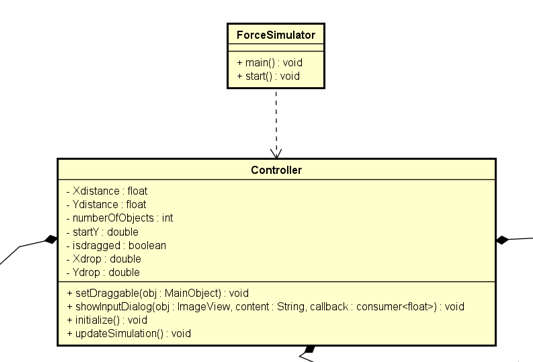 ForceSimulator
+ main() : void
+ start() : void
Controller
- Xdistance : float
- Ydistance : float
- numberOfObjects : int
- startY : double
- isdragged : boolean
- Xdrop : double
- Ydrop : double
+ setDraggable(obj : MainObject) : void
+ showInputDialog(obj : ImageView, content : String, callback : consumer<float>) : void
+ initialize() : void
+ updateSimulation() : void